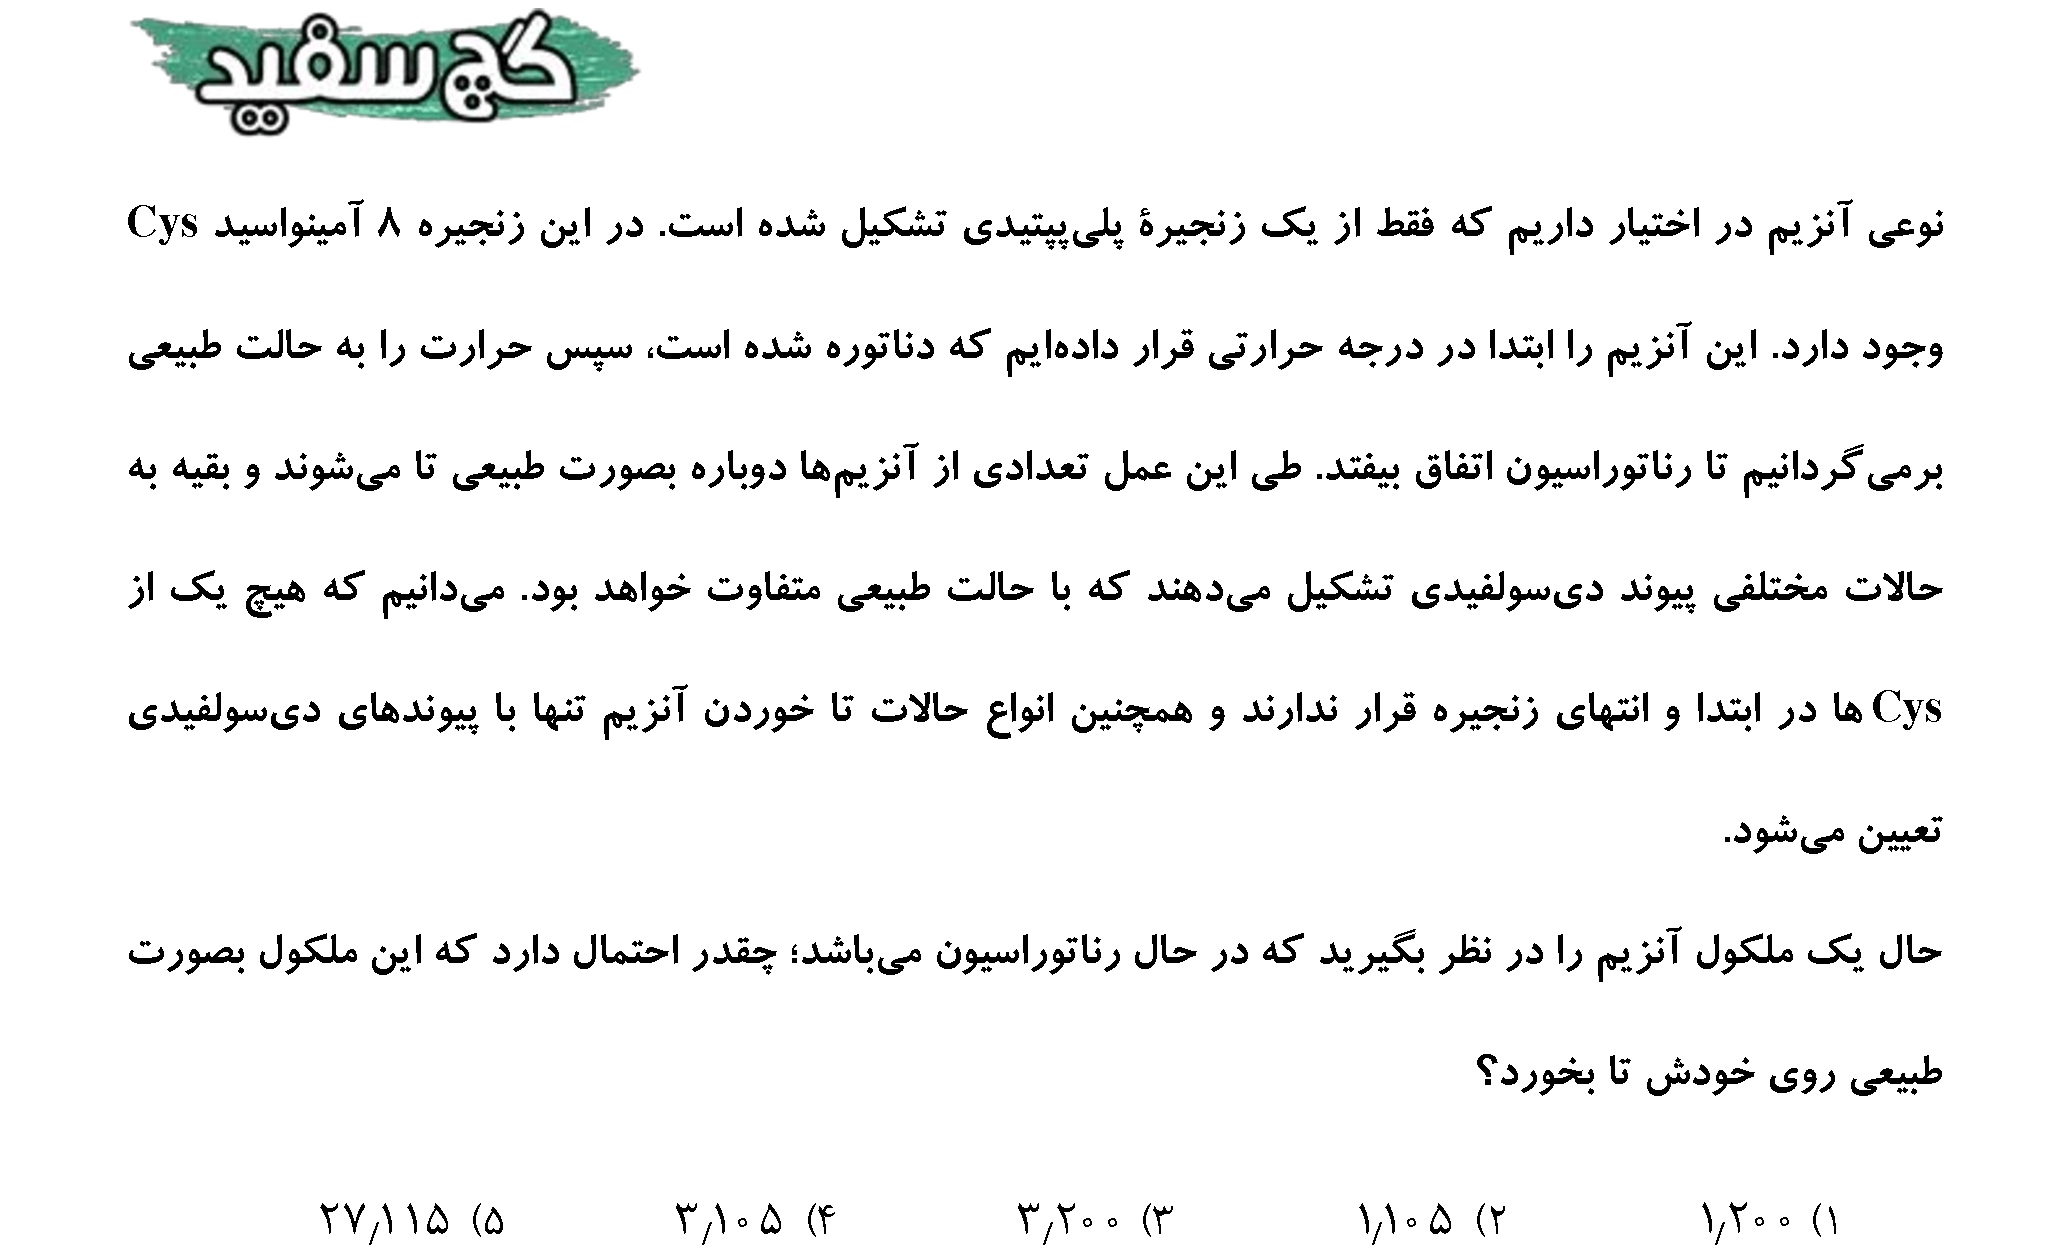 گچ سفید
نوعی آنزیم در اختیار داریم که فقط از یک زنجیرهٔ پلی‌پپتیدی تشکیل شده است. در این زنجیره ۸ آمینواسید Cys
وجود دارد. این آنزیم را ابتدا در درجه حرارتی قرار داده‌ایم که دناتوره شده است، سپس حرارت را به حالت طبیعی
برمی‌گردانیم تا رناتوراسیون اتفاق بیفتد. طی این عمل تعدادی از آنزیم‌ها دوباره بصورت طبیعی تا می‌شوند و بقیه به
حالات مختلفی پیوند دی‌سولفیدی تشکیل می‌دهند که با حالت طبیعی متفاوت خواهد بود. می‌دانیم که هیچ یک از
Cys ها در ابتدا و انتهای زنجیره قرار ندارند و همچنین انواع حالات تا خوردن آنزیم تنها با پیوندهای دی‌سولفیدی
تعیین می‌شود.
حال یک ملکول آنزیم را در نظر بگیرید که در حال رناتوراسیون می‌باشد؛ چقدر احتمال دارد که این ملکول بصورت
طبیعی روی خودش تا بخورد؟
۱) ۱٫۲۰۰ ۲) ۱٫۱۰۵ ۳) ۳٫۲۰۰ ۴) ۳٫۱۰۵ ۵) ۲۷٫۱۱۵